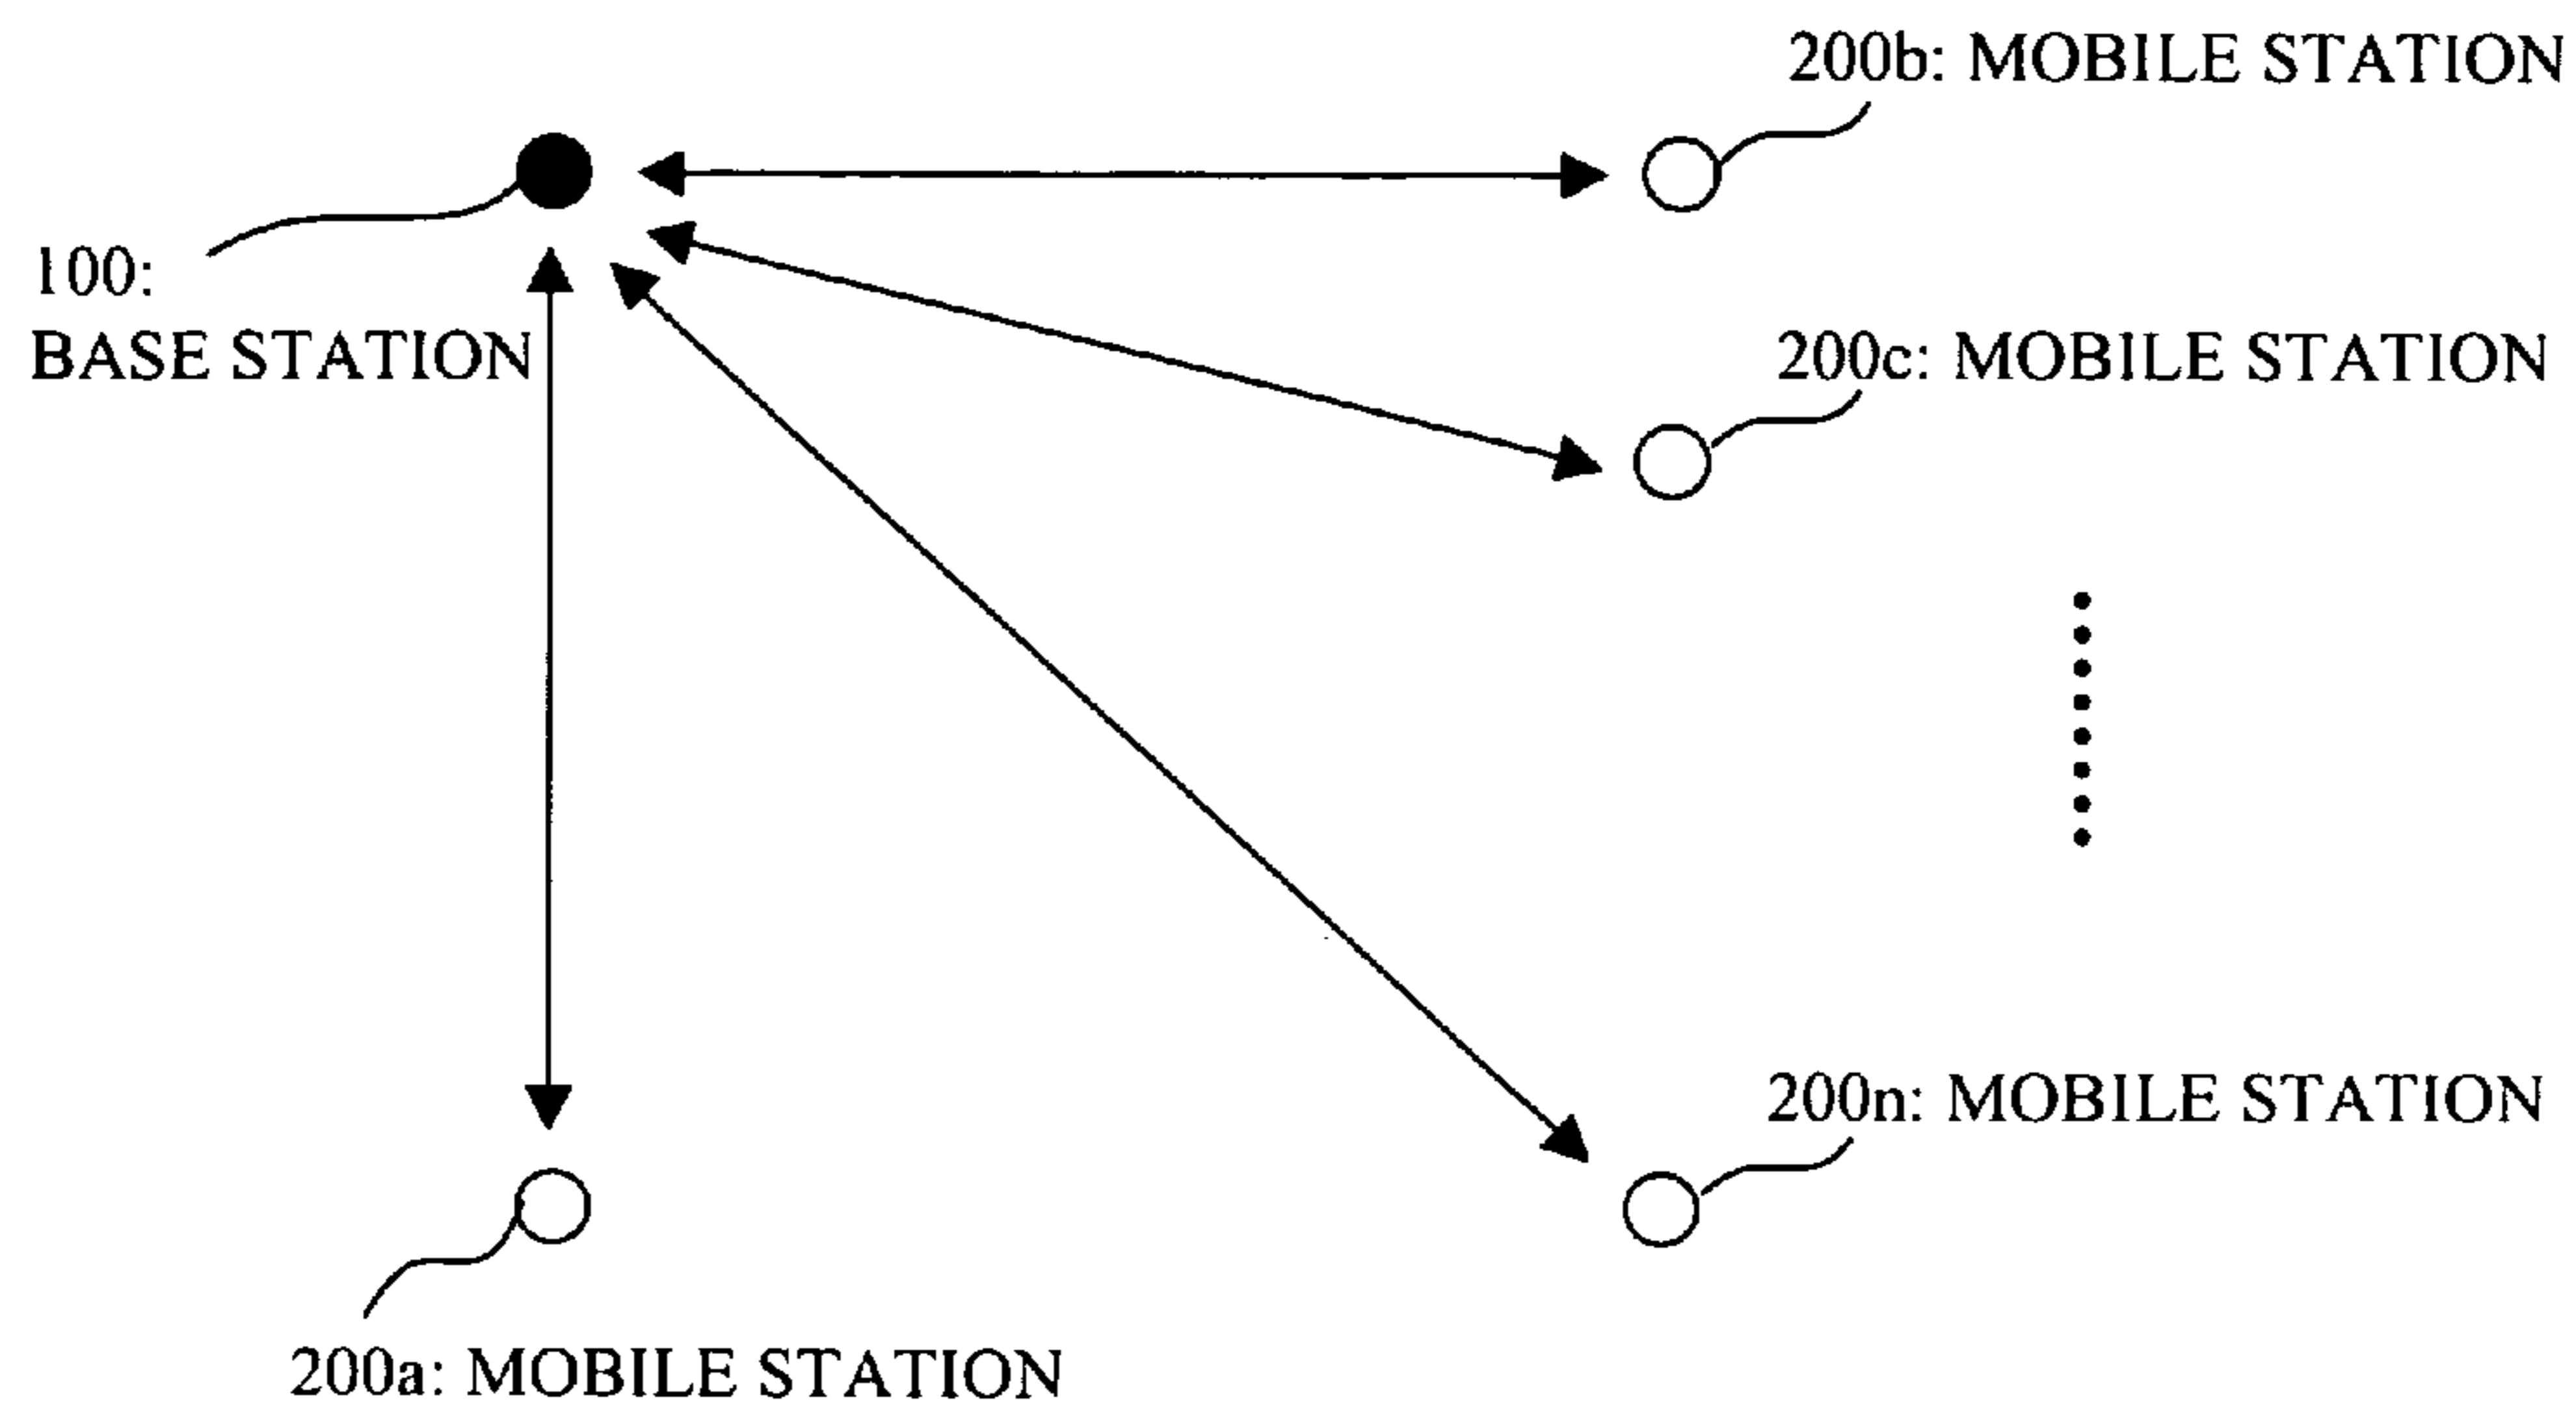 200b: MOBILE STATION
100:
BASE STATION
200c: MOBILE STATION
200n: MOBILE STATION
200a: MOBILE STATION